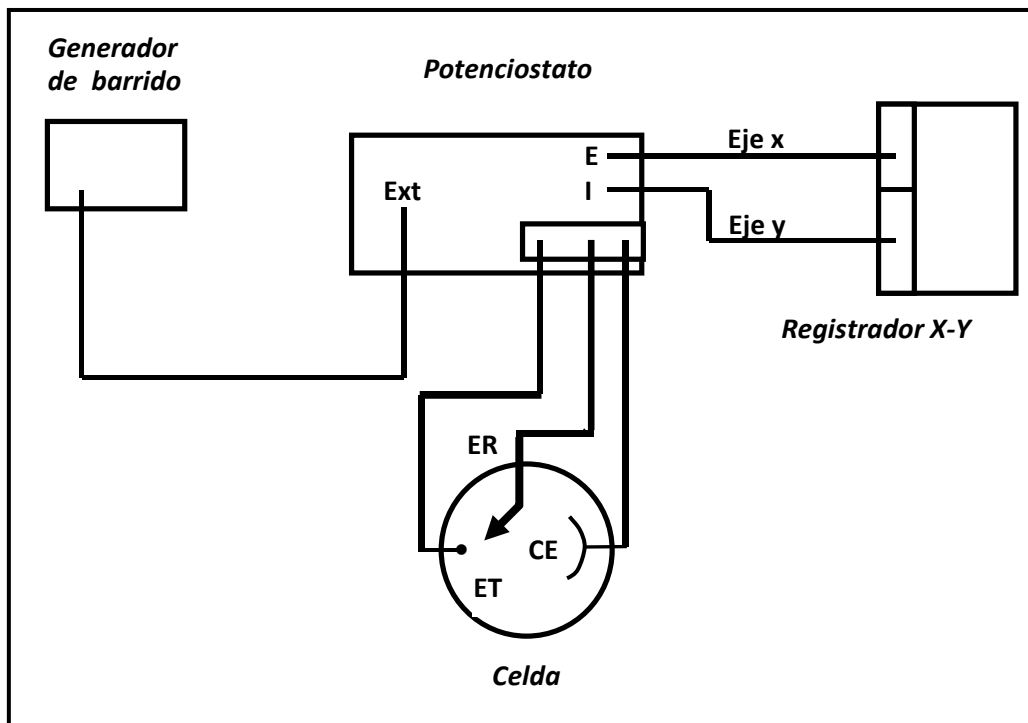 Generador
de barrido
Potenciostato
E
Eje x
Ext
I
Eje y
Registrador X-Y
ER
CE
ET
Celda